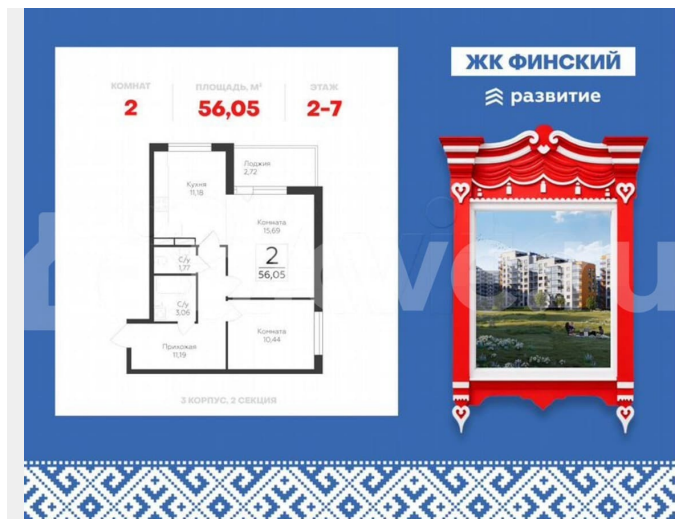 ЖК ФИНСКИЙ
развитие
КОМНАТ
2
ПЛОЩАДЬ, М²
56,05
ЭТАЖ
2-7
Лоджия
2,72
Кухня
11,18
Комната
15,69
2
56,05
С/у
1,77
С/у
3,06
Комната
10,44
Прихожая
11,19
3 КОРПУС. 2 СЕКЦИЯ